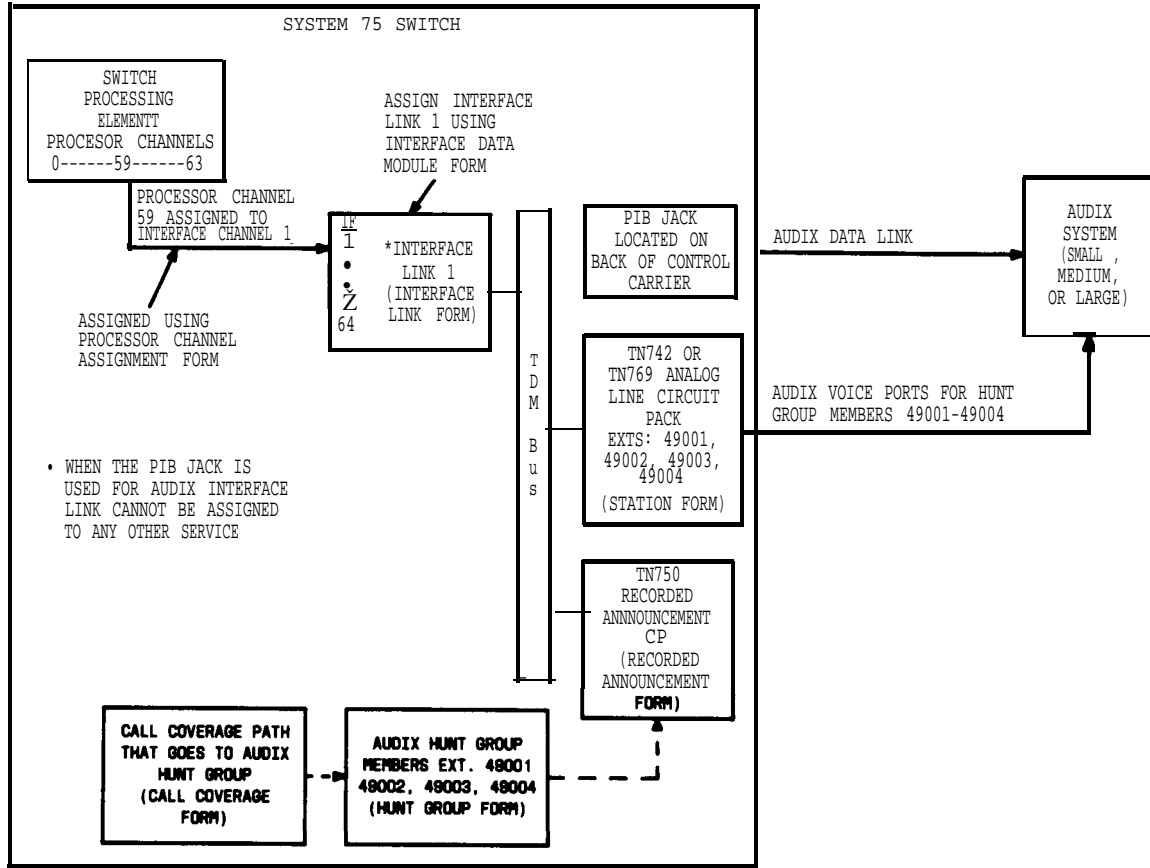 SYSTEM 75 SWITCH
SWITCH
PROCESSING
ELEMENTT
PROCESOR CHANNELS
0------59------63
ASSIGN INTERFACE
LINK 1 USING
INTERFACE DATA
MODULE FORM
PROCESSOR CHANNEL
59 ASSIGNED TO
INTERFACE CHANNEL 1
ASSIGNED USING
PROCESSOR CHANNEL
ASSIGNMENT FORM
IF
1
•
•
Ž
64
*INTERFACE
LINK 1
(INTERFACE
LINK FORM)
TDM Bus
PIB JACK
LOCATED ON
BACK OF CONTROL
CARRIER
AUDIX DATA LINK
AUDIX
SYSTEM
(SMALL ,
MEDIUM,
OR LARGE)
TN742 OR
TN769 ANALOG
LINE CIRCUIT
PACK
EXTS: 49001,
49002, 49003,
49004
(STATION FORM)
AUDIX VOICE PORTS FOR HUNT
GROUP MEMBERS 49001-49004
• WHEN THE PIB JACK IS
USED FOR AUDIX INTERFACE
LINK CANNOT BE ASSIGNED
TO ANY OTHER SERVICE
TN750
RECORDED
ANNNOUNCEMENT
CP
(RECORDED
ANNOUNCEMENT
FORM)
CALL COVERAGE PATH
THAT GOES TO AUDIX
HUNT GROUP
(CALL COVERAGE
FORM)
AUDIX HUNT GROUP
MEMBERS EXT. 49001
49002, 49003, 49004
(HUNT GROUP FORM)